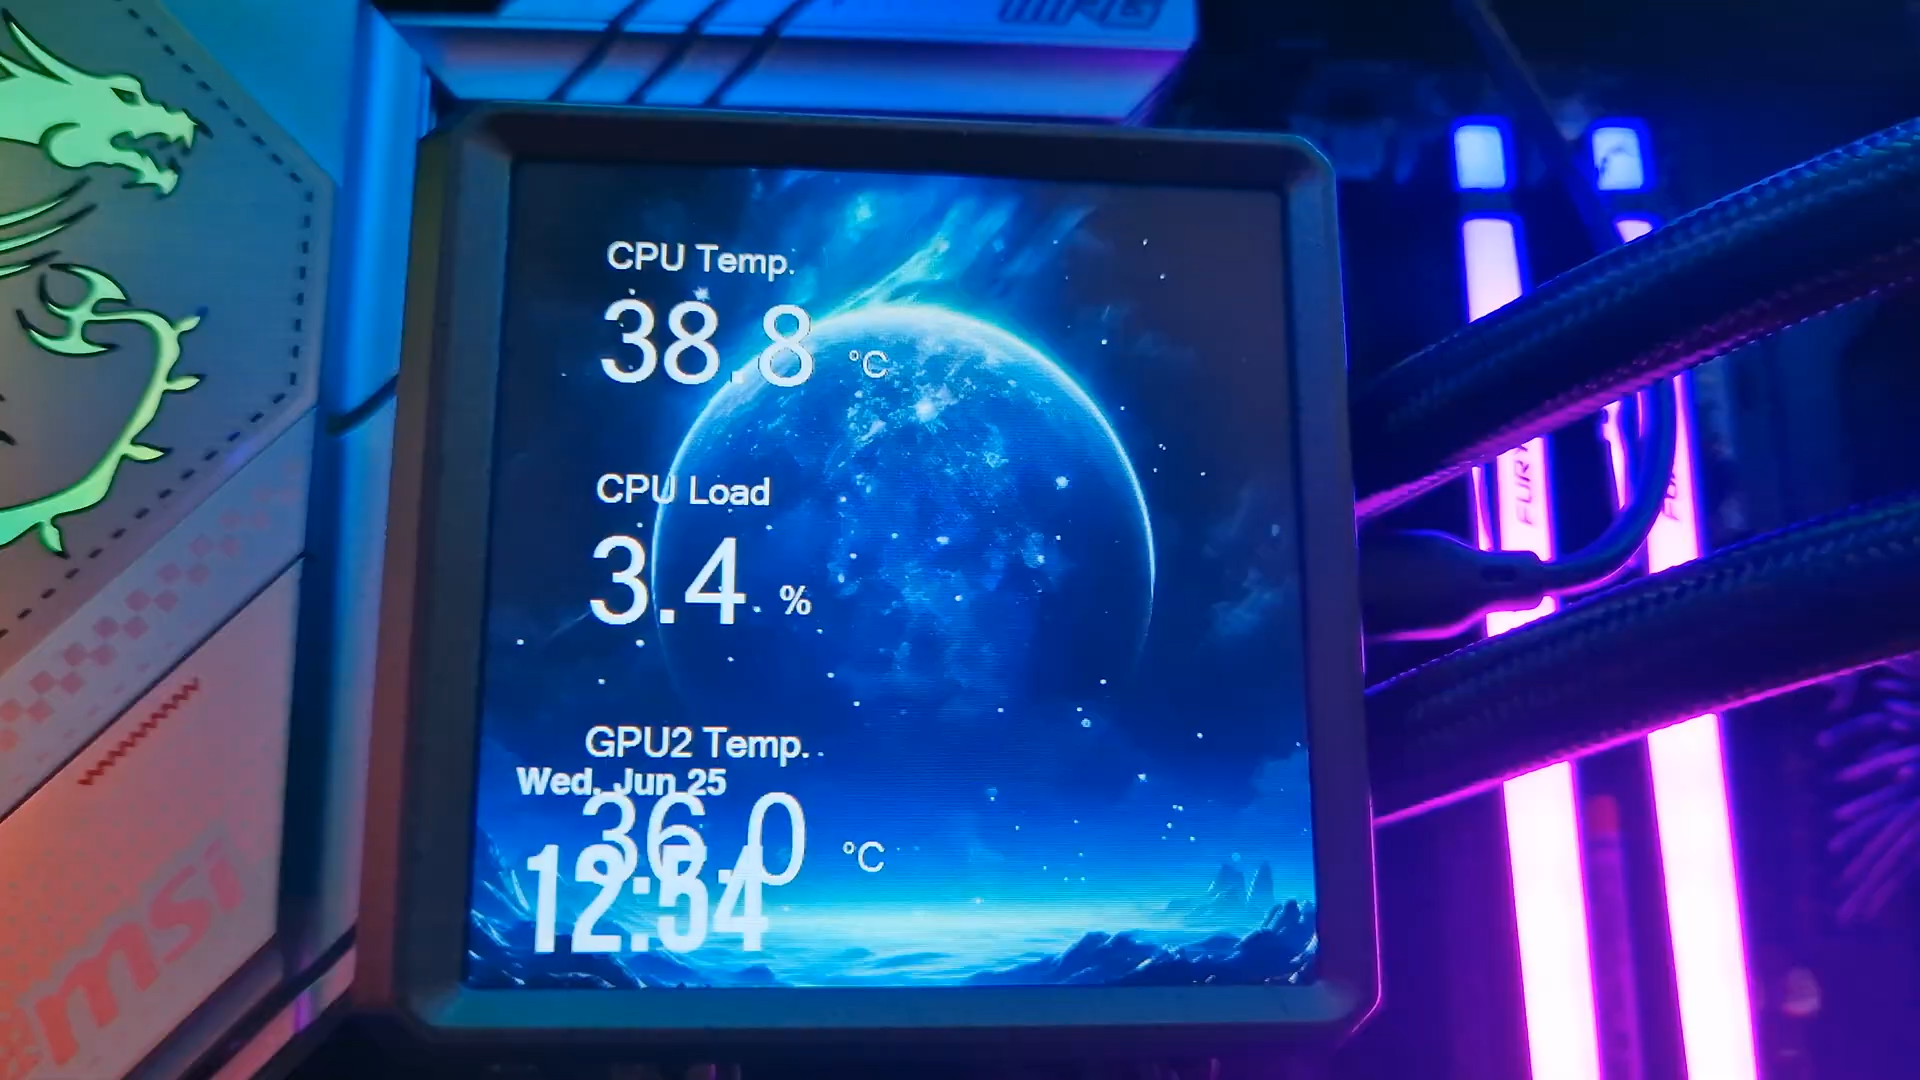 MPG
CPU Temp.
38.8 °C
CPU Load
3.4 %
GPU2 Temp.
Wed. Jun 25
36.0 °C
12:54
FURY
msi